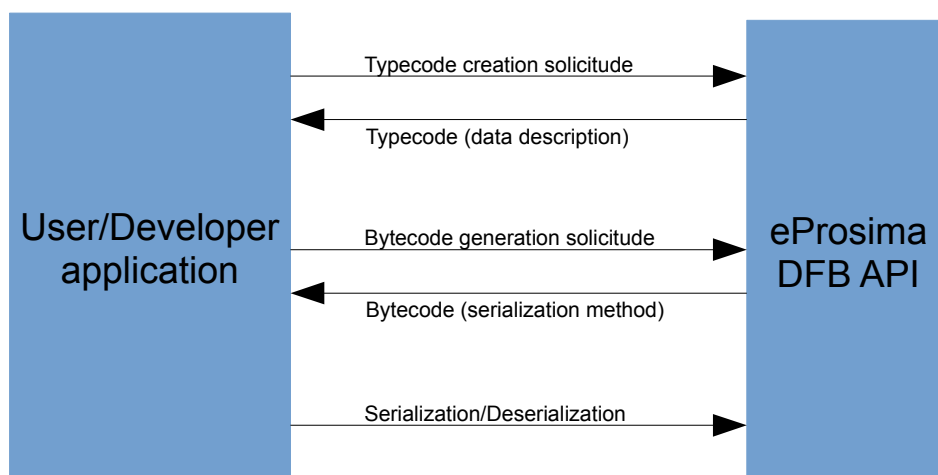 Typecode creation solicitude
Typecode (data description)
User/Developer
application
Bytecode generation solicitude
eProsima
DFB API
Bytecode (serialization method)
Serialization/Deserialization